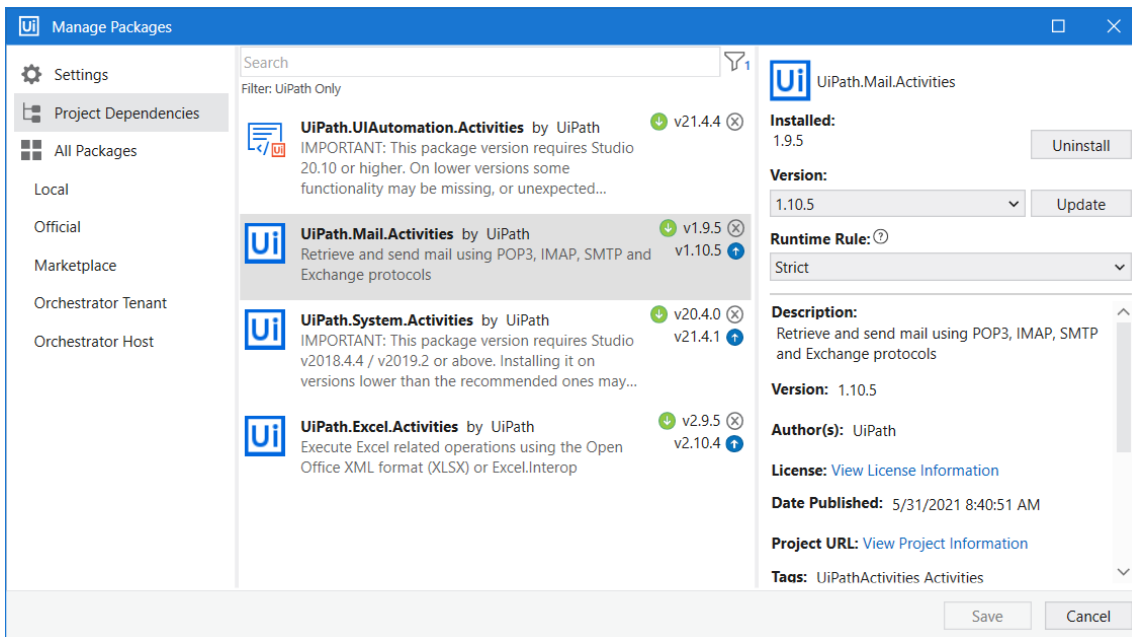 Ui Manage Packages
Settings
Project Dependencies
All Packages
Local
Official
Marketplace
Orchestrator Tenant
Orchestrator Host
Search
1
Filter: UiPath Only
UiPath.UIAutomation.Activities by UiPath v21.4.4
IMPORTANT: This package version requires Studio
20.10 or higher. On lower versions some
functionality may be missing, or unexpected...
</> Ui
Ui
UiPath.Mail.Activities by UiPath v1.9.5
Retrieve and send mail using POP3, IMAP, SMTP and v1.10.5
Exchange protocols
Ui
UiPath.System.Activities by UiPath v20.4.0
IMPORTANT: This package version requires Studio v21.4.1
v2018.4.4 / v2019.2 or above. Installing it on
versions lower than the recommended ones may...
Ui
UiPath.Excel.Activities by UiPath v2.9.5
Execute Excel related operations using the Open v2.10.4
Office XML format (XLSX) or Excel.Interop
Ui UiPath.Mail.Activities
Installed:
1.9.5 Uninstall
Version:
1.10.5 Update
Runtime Rule: ?
Strict
Description:
Retrieve and send mail using POP3, IMAP, SMTP
and Exchange protocols
Version: 1.10.5
Author(s): UiPath
License: View License Information
Date Published: 5/31/2021 8:40:51 AM
Project URL: View Project Information
Tags: UiPathActivities Activities
Save Cancel